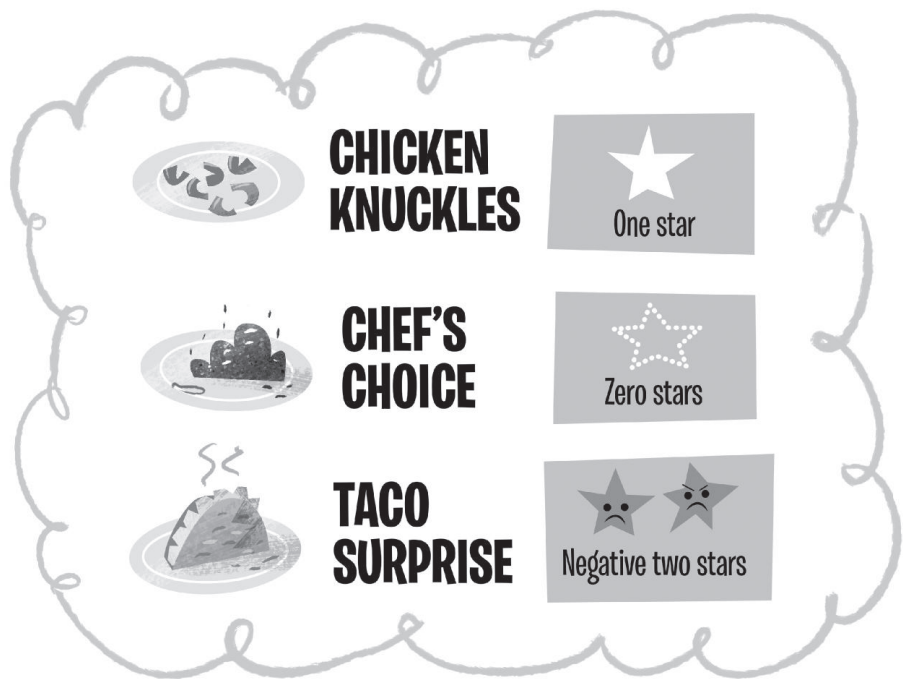 CHICKEN
KNUCKLES
One star
CHEF'S
CHOICE
Zero stars
TACO
SURPRISE
Negative two stars